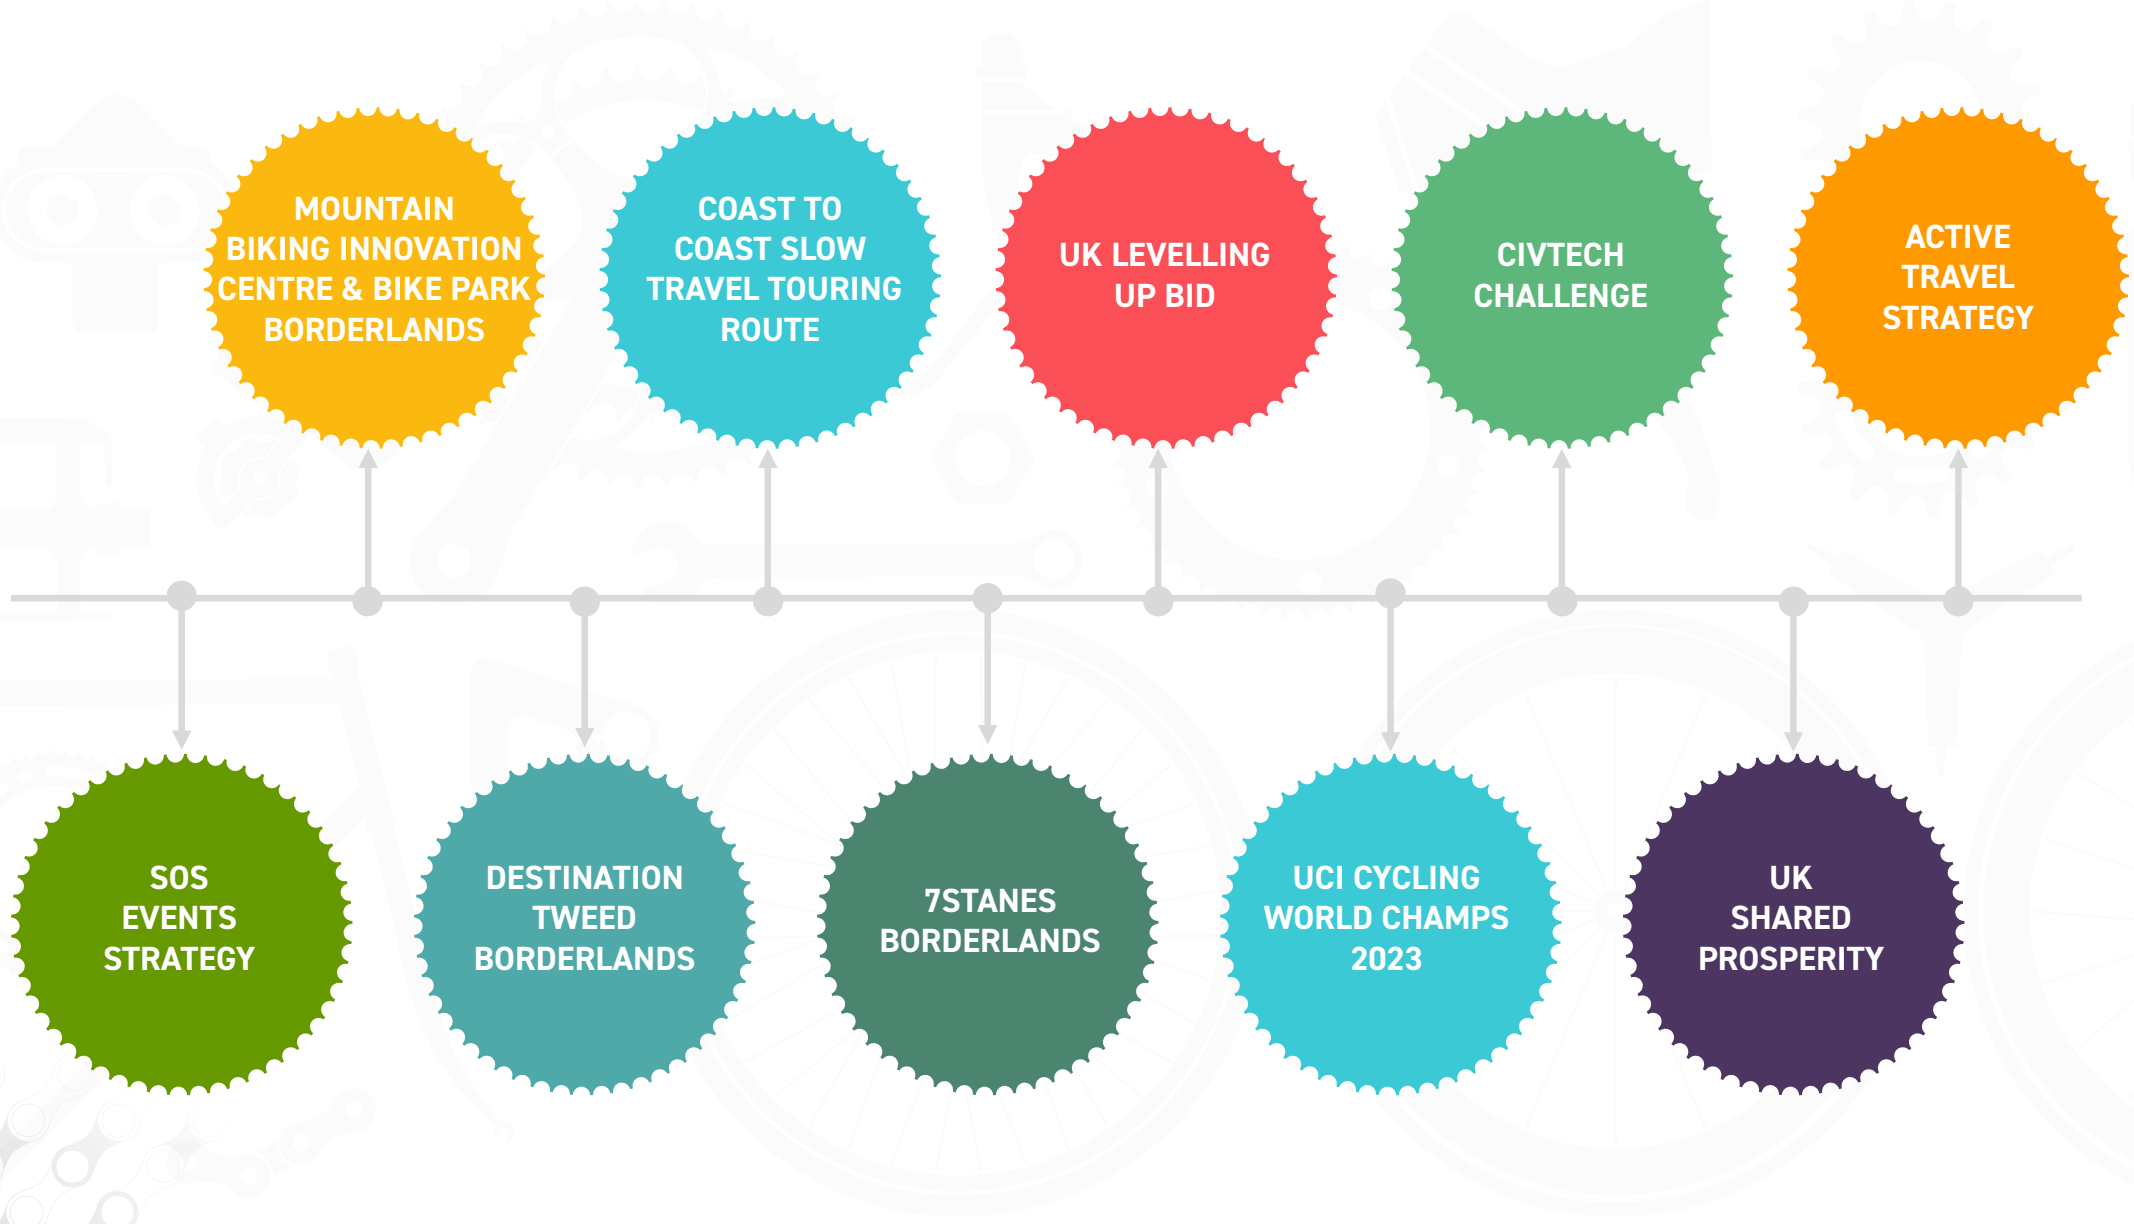 MOUNTAIN
BIKING INNOVATION
CENTRE & BIKE PARK
BORDERLANDS
COAST TO
COAST SLOW
TRAVEL TOURING
ROUTE
UK LEVELLING
UP BID
CIVTECH
CHALLENGE
ACTIVE
TRAVEL
STRATEGY
SOS
EVENTS
STRATEGY
DESTINATION
TWEED
BORDERLANDS
7STANES
BORDERLANDS
UCI CYCLING
WORLD CHAMPS
2023
UK
SHARED
PROSPERITY